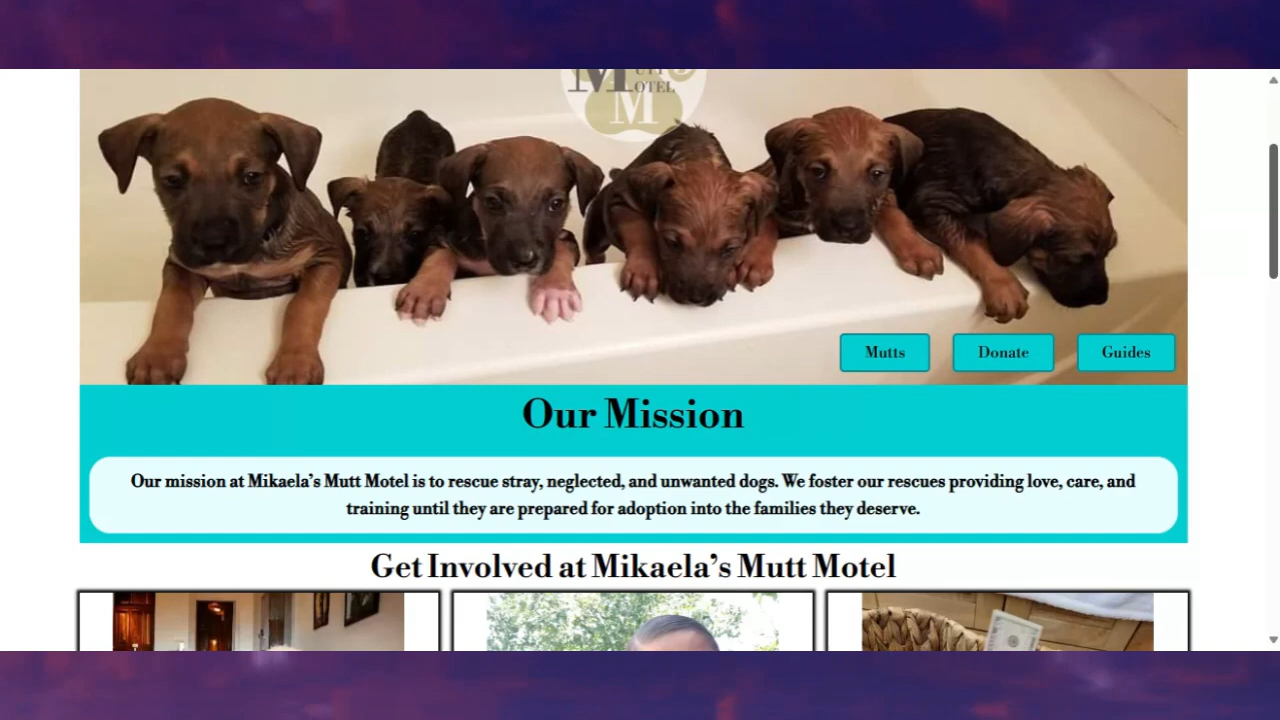 M
OTEL
M
Mutts
Donate
Guides
Our Mission
Our mission at Mikaela's Mutt Motel is to rescue stray, neglected, and unwanted dogs. We foster our rescues providing love, care, and
training until they are prepared for adoption into the families they deserve.
Get Involved at Mikaela's Mutt Motel